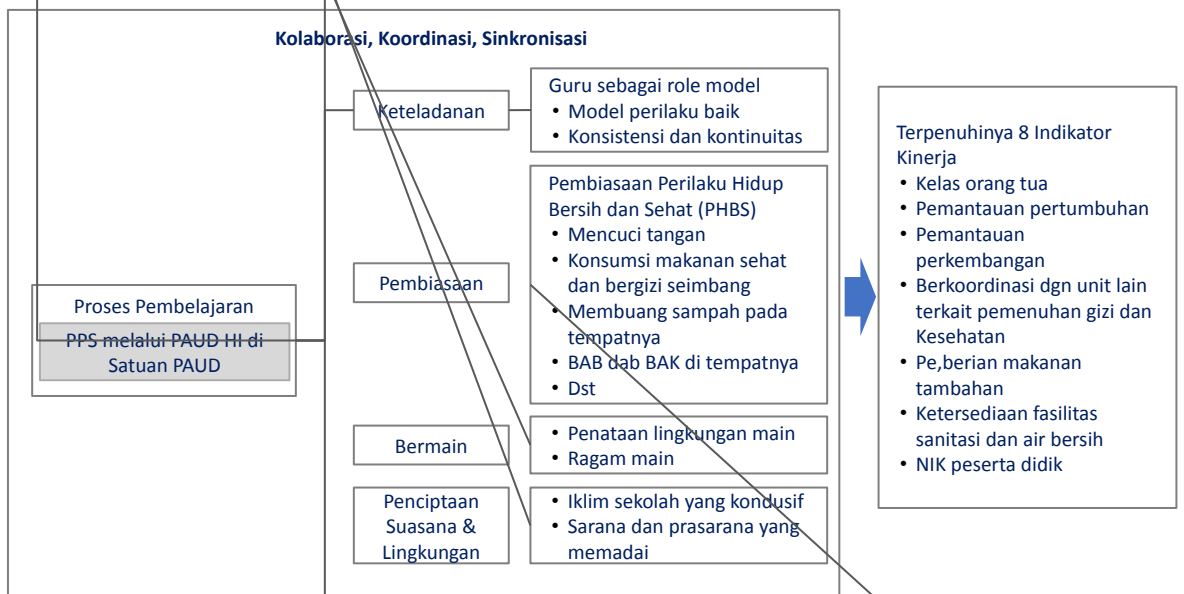 Kolaborasi, Koordinasi, Sinkronisasi
Proses Pembelajaran
PPS melalui PAUD HI di
Satuan PAUD
Keteladanan
Guru sebagai role model
• Model perilaku baik
• Konsistensi dan kontinuitas
Pembiasaan
Pembiasaan Perilaku Hidup
Bersih dan Sehat (PHBS)
• Mencuci tangan
• Konsumsi makanan sehat
dan bergizi seimbang
• Membuang sampah pada
tempatnya
• BAB dab BAK di tempatnya
• Dst
Bermain
• Penataan lingkungan main
• Ragam main
Penciptaan
Suasana &
Lingkungan
• Iklim sekolah yang kondusif
• Sarana dan prasarana yang
memadai
Terpenuhinya 8 Indikator
Kinerja
• Kelas orang tua
• Pemantauan pertumbuhan
• Pemantauan
perkembangan
• Berkoordinasi dgn unit lain
terkait pemenuhan gizi dan
Kesehatan
• Pe,berian makanan
tambahan
• Ketersediaan fasilitas
sanitasi dan air bersih
• NIK peserta didik